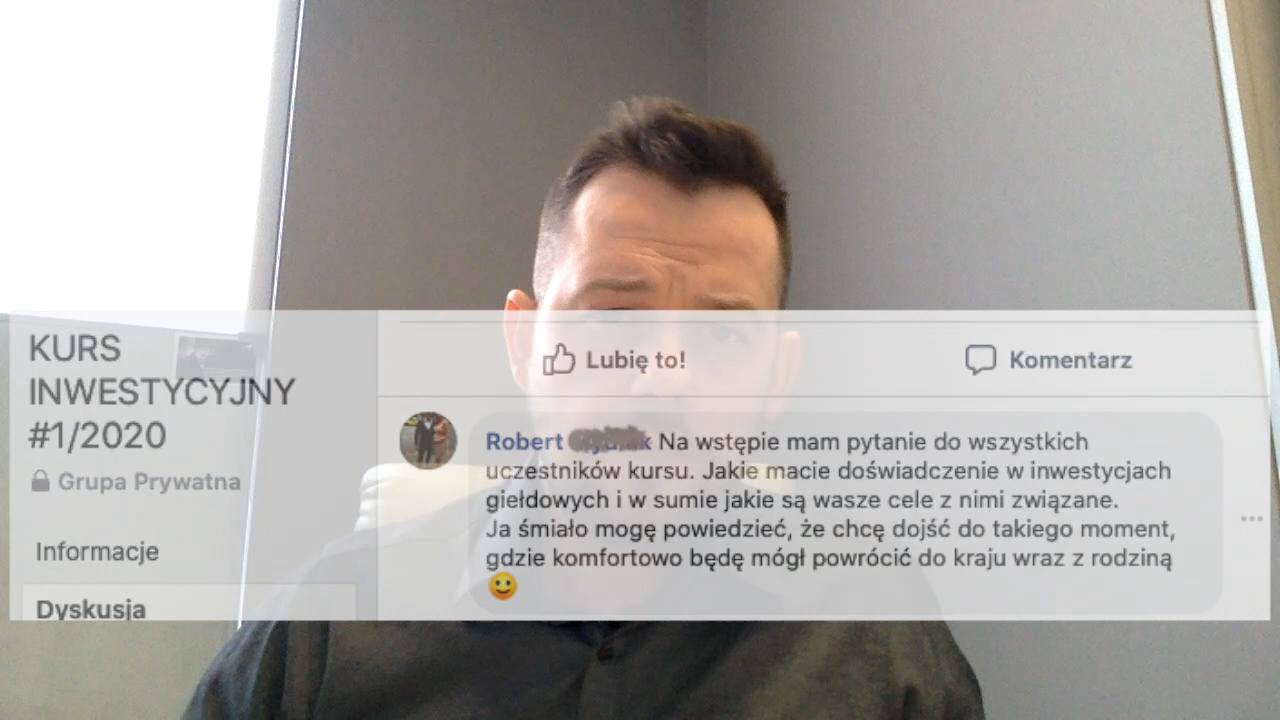 KURS
INWESTYCYJNY
#1/2020
Grupa Prywatna
Informacje
Dyskusja
Lubię to!
Komentarz
Robert Na wstępie mam pytanie do wszystkich
uczestników kursu. Jakie macie doświadczenie w inwestycjach
giełdowych i w sumie jakie są wasze cele z nimi związane.
Ja śmiało mogę powiedzieć, że chcę dojść do takiego moment,
gdzie komfortowo będę mógł powrócić do kraju wraz z rodziną